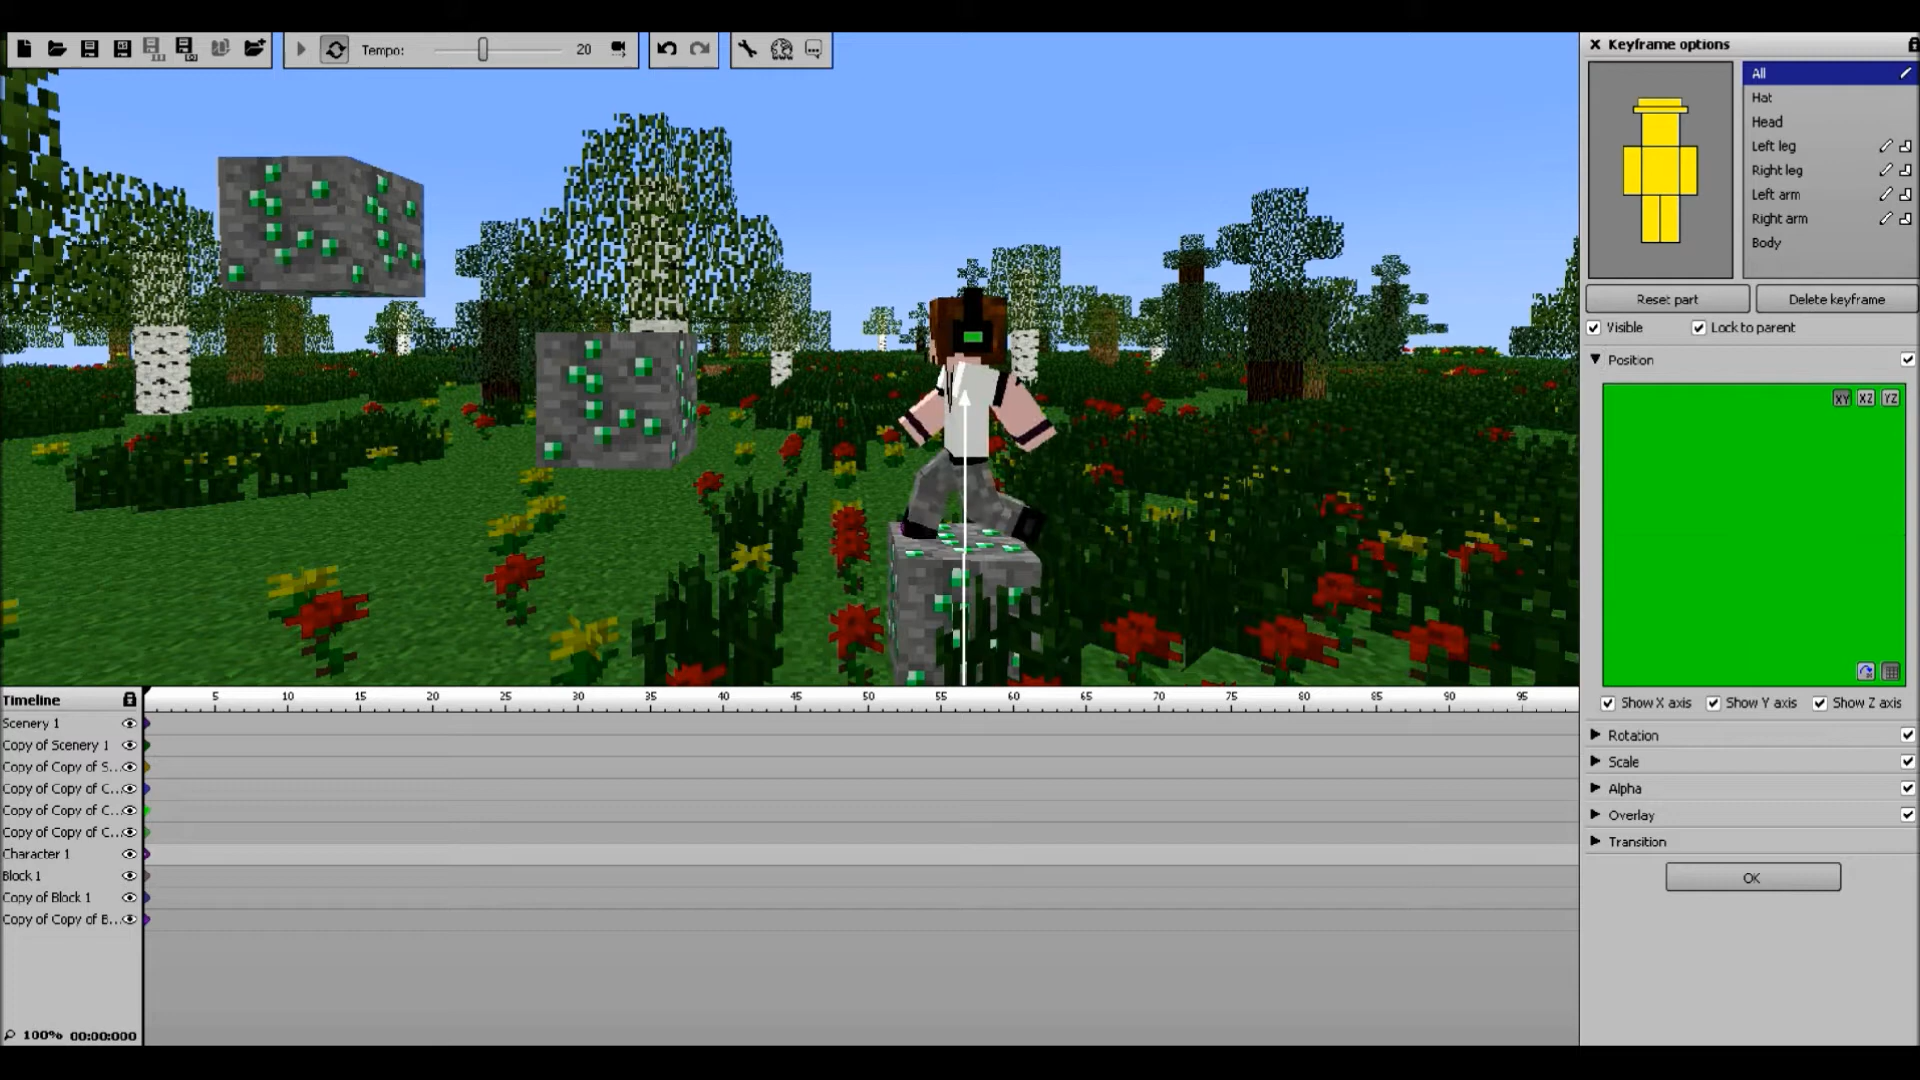 Tempo: 20
Keyframe options
All
Hat
Head
Left leg
Right leg
Left arm
Right arm
Body
Reset part Delete keyframe
Visible Lock to parent
Position
XY XZ YZ
Show X axis Show Y axis Show Z axis
Rotation
Scale
Alpha
Overlay
Transition
OK
Timeline 5 10 15 20 25 30 35 40 45 50 55 60 65 70 75 80 85 90 95
Scenery 1
Copy of Scenery 1
Copy of Copy of S...
Copy of Copy of C...
Copy of Copy of C...
Copy of Copy of C...
Character 1
Block 1
Copy of Block 1
Copy of Copy of B...
100% 00:00:000